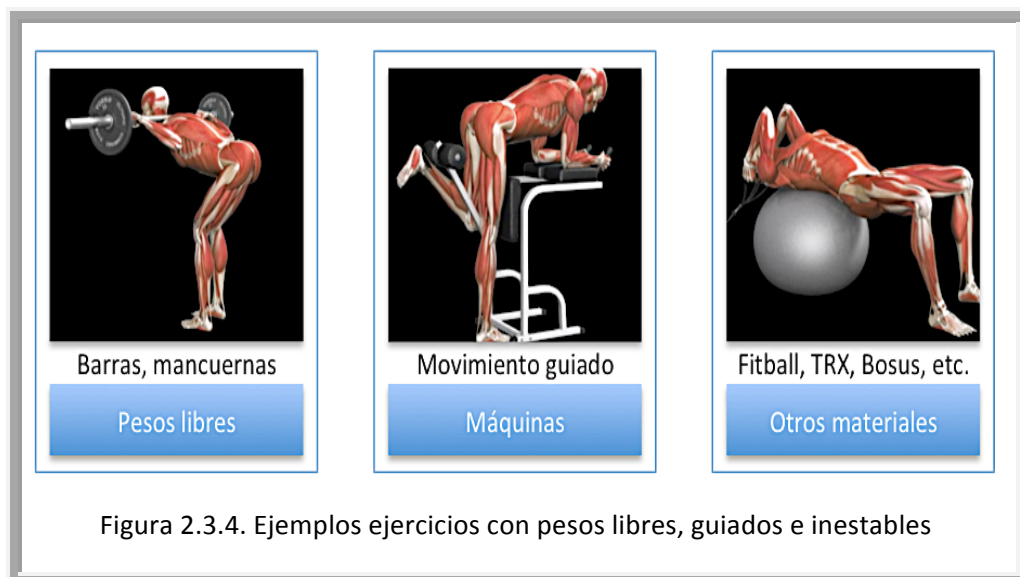 Barras, mancuernas
Pesos libres
Movimiento guiado
Máquinas
Fitball, TRX, Bosus, etc.
Otros materiales
Figura 2.3.4. Ejemplos ejercicios con pesos libres, guiados e inestables